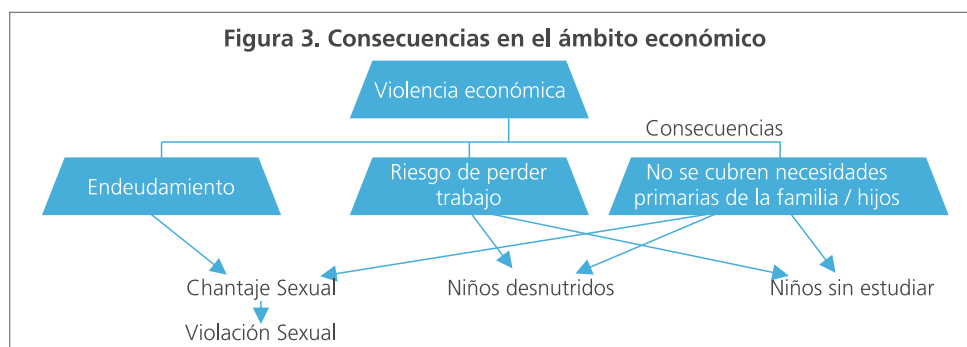 Figura 3. Consecuencias en el ámbito económico
Violencia económica
Consecuencias
Endeudamiento
Riesgo de perder
trabajo
No se cubren necesidades
primarias de la familia / hijos
Chantaje Sexual
Niños desnutridos
Niños sin estudiar
Violación Sexual